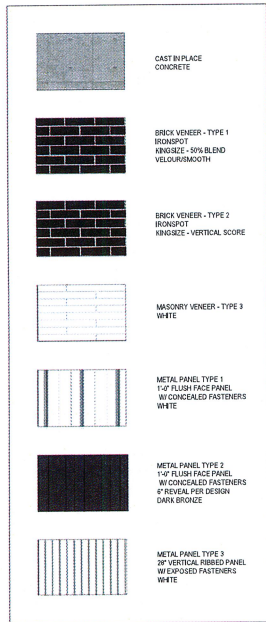 CAST IN PLACE
CONCRETE
BRICK VENEER - TYPE 1
IRONSPOT
KINGSIZE - 50% BLEND
VELOUR/SMOOTH
BRICK VENEER - TYPE 2
IRONSPOT
KINGSIZE - VERTICAL SCORE
MASONRY VENEER - TYPE 3
WHITE
METAL PANEL TYPE 1
1'-0" FLUSH FACE PANEL
W/ CONCEALED FASTENERS
WHITE
METAL PANEL TYPE 2
1'-0" FLUSH FACE PANEL
W/ CONCEALED FASTENERS
6" REVEAL PER DESIGN
DARK BRONZE
METAL PANEL TYPE 3
28" VERTICAL RIBBED PANEL
W/ EXPOSED FASTENERS
WHITE